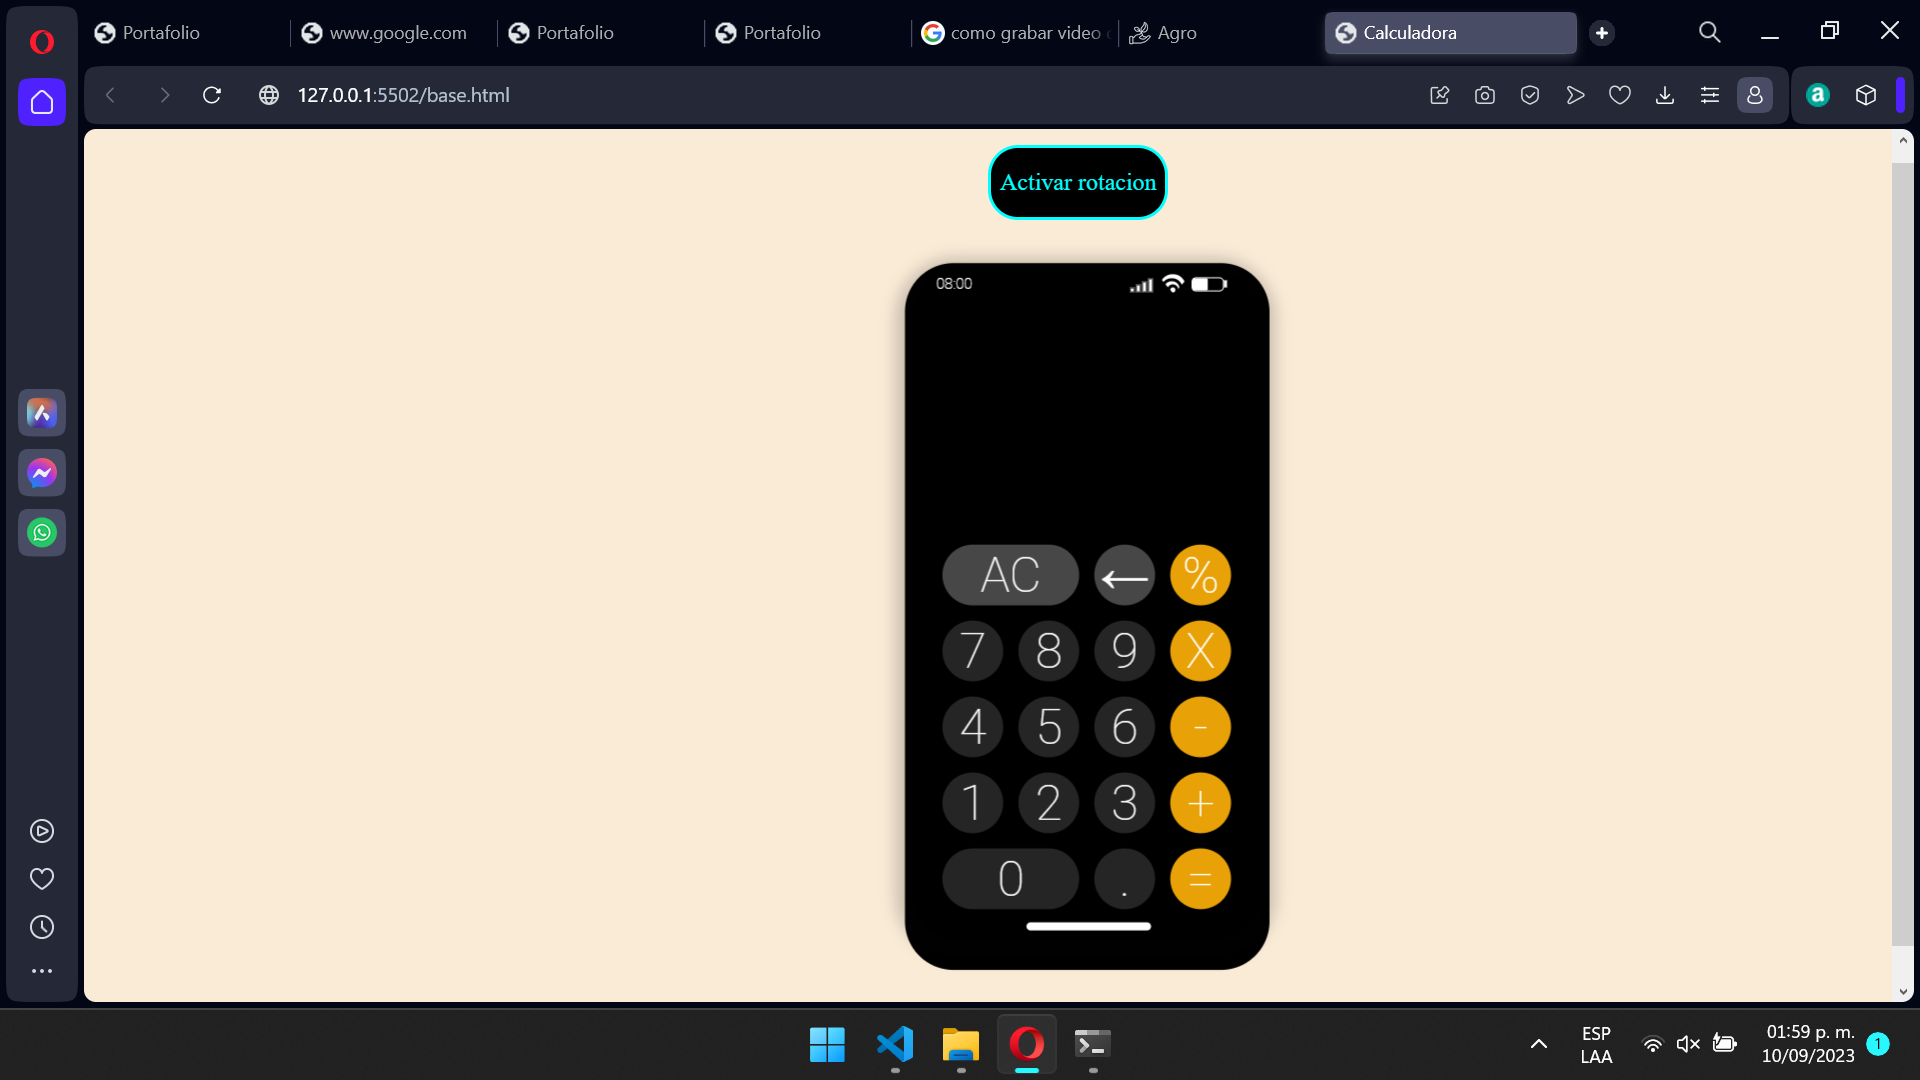 Portafolio
www.google.com
Portafolio
Portafolio
como grabar video
Agro
Calculadora
127.0.0.1:5502/base.html
a
Activar rotacion
08:00
AC ← %
7 8 9 X
4 5 6 -
1 2 3 +
0 . =
ESP
LAA
01:59 p. m.
10/09/2023
1